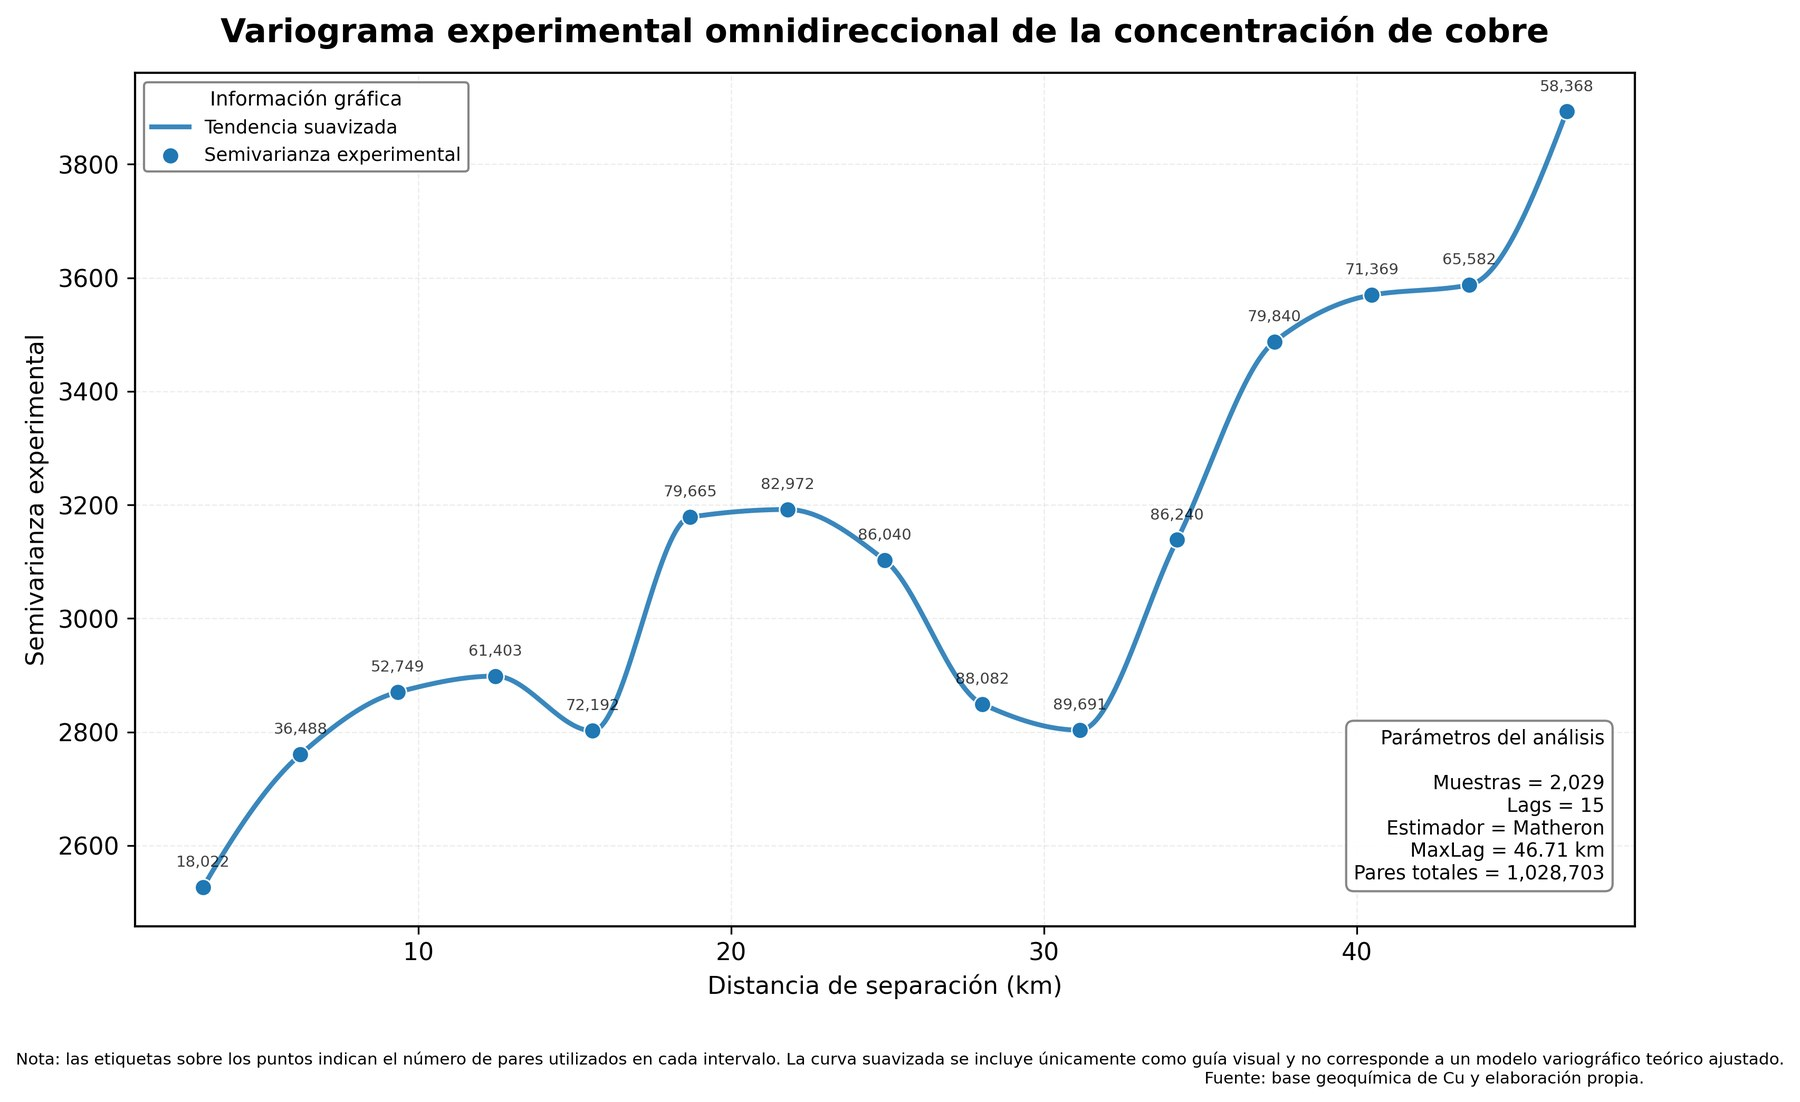 Variograma experimental omnidireccional de la concentración de cobre
Información gráfica
Tendencia suavizada
Semivarianza experimental
58,368
3800
3600
3400
3200
3000
2800
2600
Semivarianza experimental
18,022
36,488
52,749
61,403
72,192
79,665
82,972
86,040
88,082
89,691
86,240
79,840
71,369
65,582
Parámetros del análisis
Muestras = 2,029
Lags = 15
Estimador = Matheron
MaxLag = 46.71 km
Pares totales = 1,028,703
10
20
30
40
Distancia de separación (km)
Nota: las etiquetas sobre los puntos indican el número de pares utilizados en cada intervalo. La curva suavizada se incluye únicamente como guía visual y no corresponde a un modelo variográfico teórico ajustado.
Fuente: base geoquímica de Cu y elaboración propia.